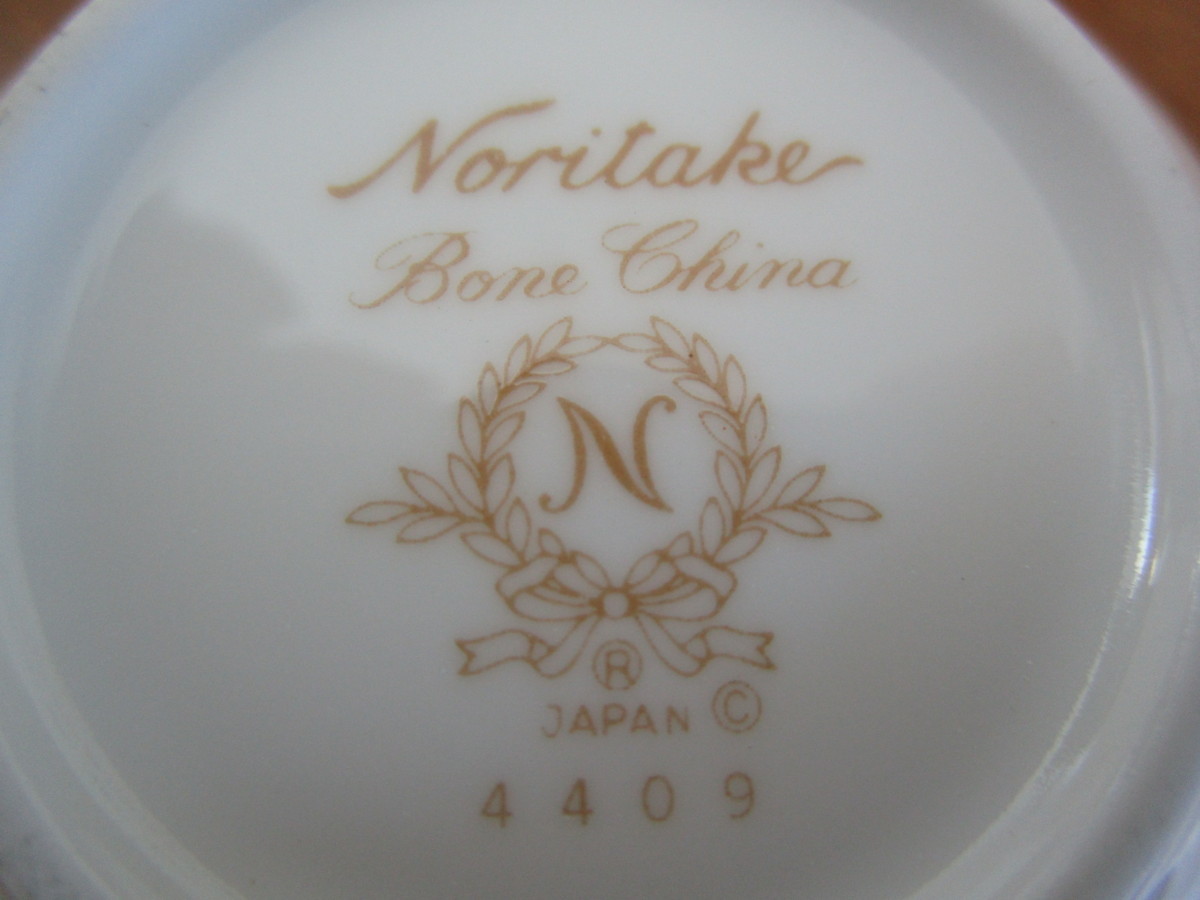 Noritake
Bone China
N
®
JAPAN ©
4409